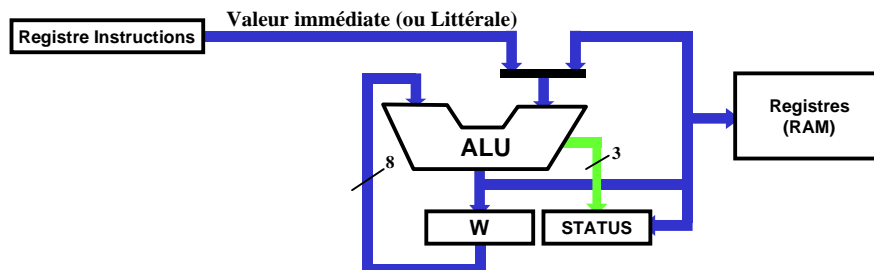 Valeur immédiate (ou Littérale)
Registre Instructions
Registres
(RAM)
ALU
8
3
W
STATUS